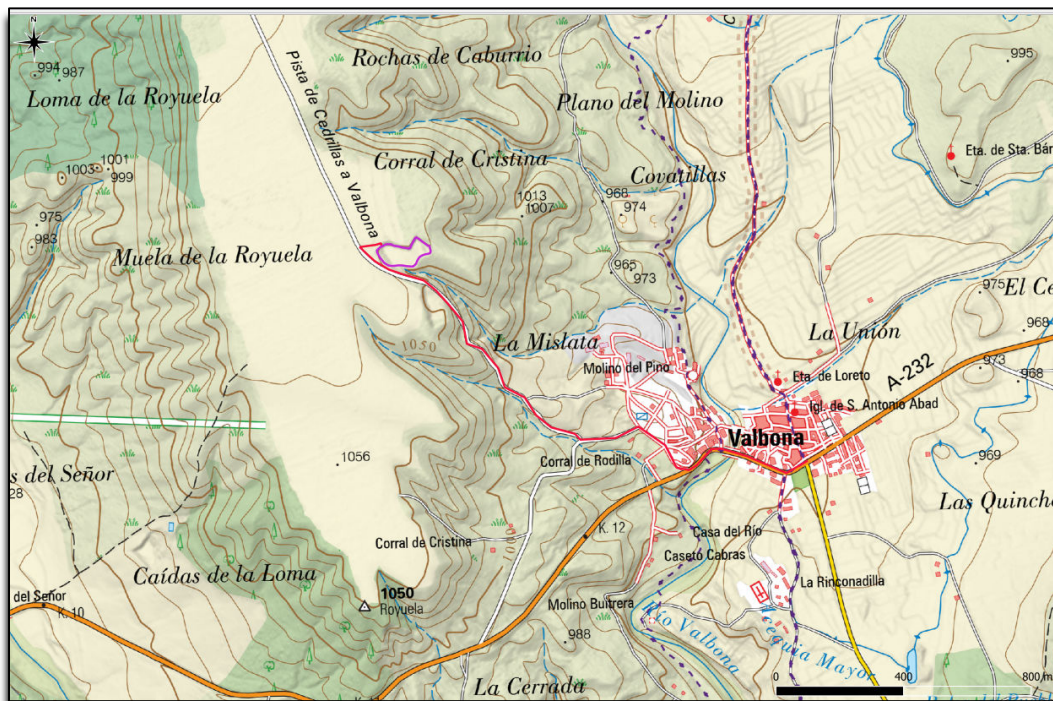 N
Rochas de Caburrio
994
987
995
Loma de la Royuela
Pista de Cedrillas a Valbona
Plano del Molino
Eta. de Sta. Bár
1003
1001
999
Corral de Cristina
Covatillas
1013
1007
968
974
975
983
Muela de la Royuela
965
973
975
El Ce
968
La Unión
1050
La Mislata
A-232
973
968
Molino del Pino
Eta. de Loreto
Igl. de S. Antonio Abad
Valbona
s del Señor
28
1056
Corral de Rodilla
969
Las Quinch
K. 12
Casa del Río
Corral de Cristina
1000
Casetó Cabras
Caídas de la Loma
La Rinconadilla
del Señor
K. 10
1050
Royuela
Molino Buitrera
Río Valbona
Acequia Mayor
988
La Cerrada
0 400 800 m